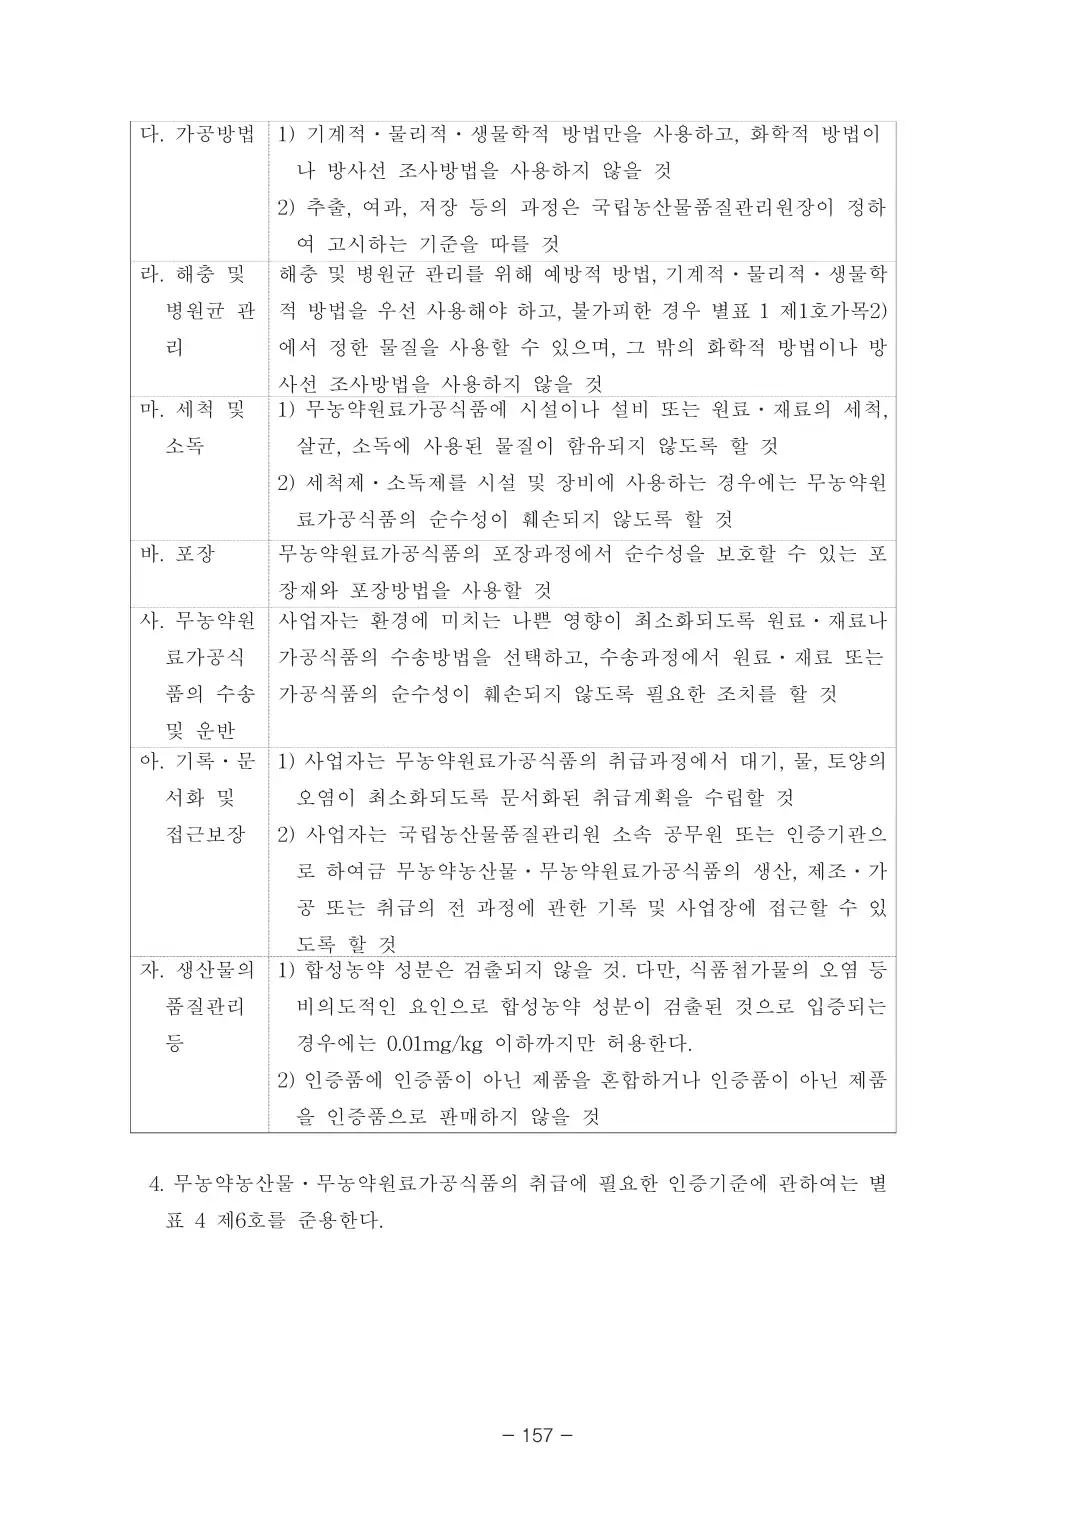 다. 가공방법
1) 기계적・물리적・생물학적 방법만을 사용하고, 화학적 방법이
나 방사선 조사방법을 사용하지 않을 것
2) 추출, 여과, 저장 등의 과정은 국립농산물품질관리원장이 정하
여 고시하는 기준을 따를 것
라. 해충 및
병원균 관
리
해충 및 병원균 관리를 위해 예방적 방법, 기계적・물리적・생물학
적 방법을 우선 사용해야 하고, 불가피한 경우 별표 1 제1호가목2)
에서 정한 물질을 사용할 수 있으며, 그 밖의 화학적 방법이나 방
사선 조사방법을 사용하지 않을 것
마. 세척 및
소독
1) 무농약원료가공식품에 시설이나 설비 또는 원료・재료의 세척,
살균, 소독에 사용된 물질이 함유되지 않도록 할 것
2) 세척제・소독제를 시설 및 장비에 사용하는 경우에는 무농약원
료가공식품의 순수성이 훼손되지 않도록 할 것
바. 포장
무농약원료가공식품의 포장과정에서 순수성을 보호할 수 있는 포
장재와 포장방법을 사용할 것
사. 무농약원
료가공식
품의 수송
및 운반
사업자는 환경에 미치는 나쁜 영향이 최소화되도록 원료・재료나
가공식품의 수송방법을 선택하고, 수송과정에서 원료・재료 또는
가공식품의 순수성이 훼손되지 않도록 필요한 조치를 할 것
아. 기록・문
서화 및
접근보장
1) 사업자는 무농약원료가공식품의 취급과정에서 대기, 물, 토양의
오염이 최소화되도록 문서화된 취급계획을 수립할 것
2) 사업자는 국립농산물품질관리원 소속 공무원 또는 인증기관으
로 하여금 무농약농산물・무농약원료가공식품의 생산, 제조・가
공 또는 취급의 전 과정에 관한 기록 및 사업장에 접근할 수 있
도록 할 것
자. 생산물의
품질관리
등
1) 합성농약 성분은 검출되지 않을 것. 다만, 식품첨가물의 오염 등
비의도적인 요인으로 합성농약 성분이 검출된 것으로 입증되는
경우에는 0.01mg/kg 이하까지만 허용한다.
2) 인증품에 인증품이 아닌 제품을 혼합하거나 인증품이 아닌 제품
을 인증품으로 판매하지 않을 것
4. 무농약농산물・무농약원료가공식품의 취급에 필요한 인증기준에 관하여는 별
표 4 제6호를 준용한다.
- 157 -